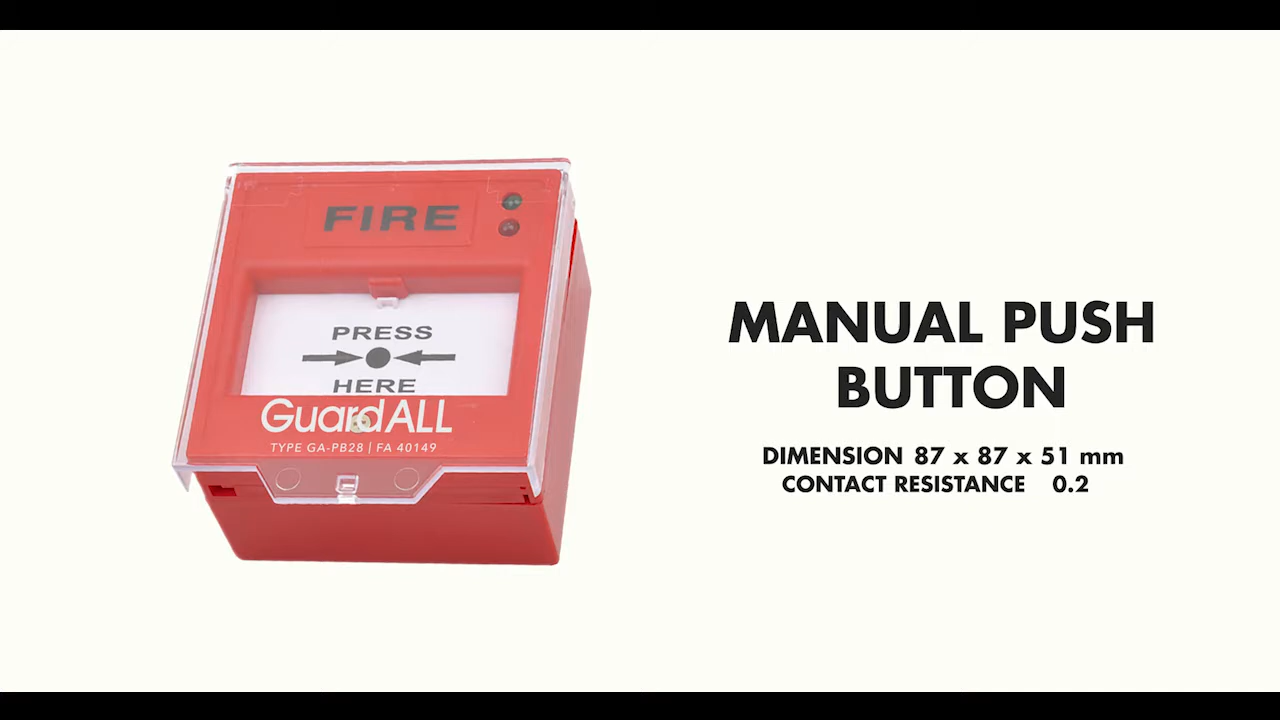 FIRE
PRESS
HERE
GuardALL
TYPE GA-PB28 | FA 40149
MANUAL PUSH
BUTTON
DIMENSION 87 x 87 x 51 mm
CONTACT RESISTANCE 0.2